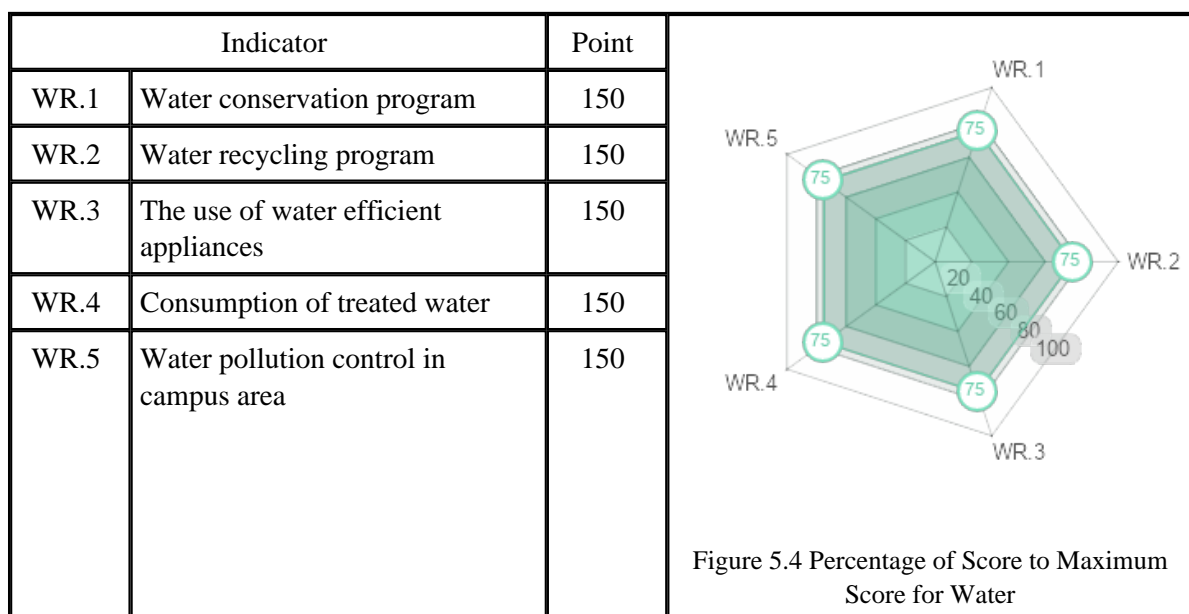 Indicator Point
WR.1 Water conservation program 150
WR.2 Water recycling program 150
WR.3 The use of water efficient 150
appliances
WR.4 Consumption of treated water 150
WR.5 Water pollution control in 150
campus area
WR.1
75
WR.5
75
75
WR.2
20
40
60
80
100
75
WR.4
75
WR.3
Figure 5.4 Percentage of Score to Maximum
Score for Water